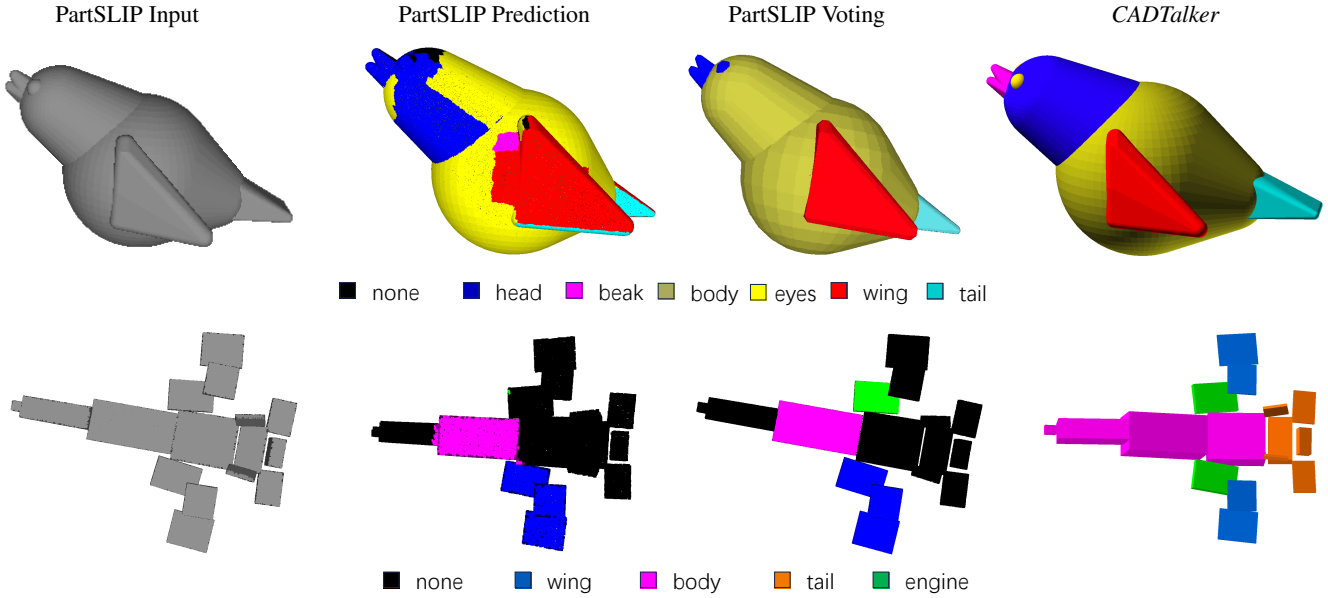 PartSLIP Input PartSLIP Prediction PartSLIP Voting CADTalker
none head beak body eyes wing tail
none wing body tail engine